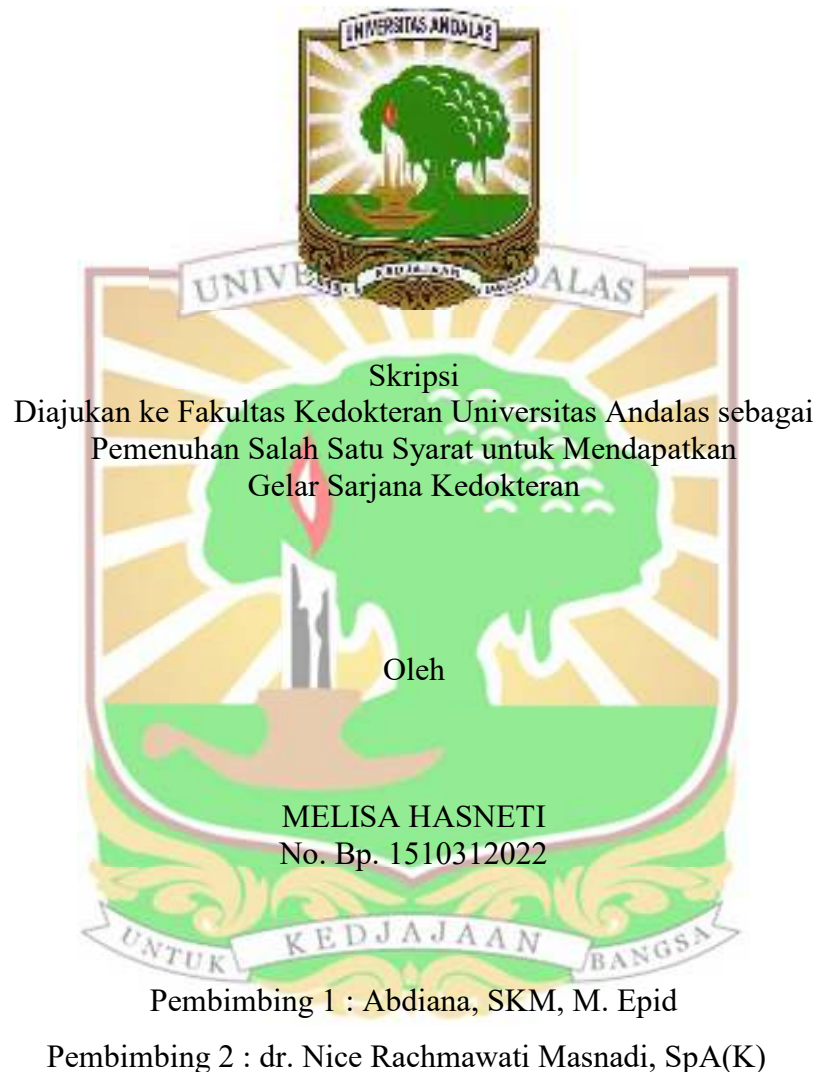 UNIVERSITAS ANDALAS
KEDJAJAAN
Skripsi
Diajukan ke Fakultas Kedokteran Universitas Andalas sebagai
Pemenuhan Salah Satu Syarat untuk Mendapatkan
Gelar Sarjana Kedokteran
Oleh
MELISA HASNETI
No. Bp. 1510312022
UNTUK KEDJAJAAN BANGSA
Pembimbing 1 : Abdiana, SKM, M. Epid
Pembimbing 2 : dr. Nice Rachmawati Masnadi, SpA(K)